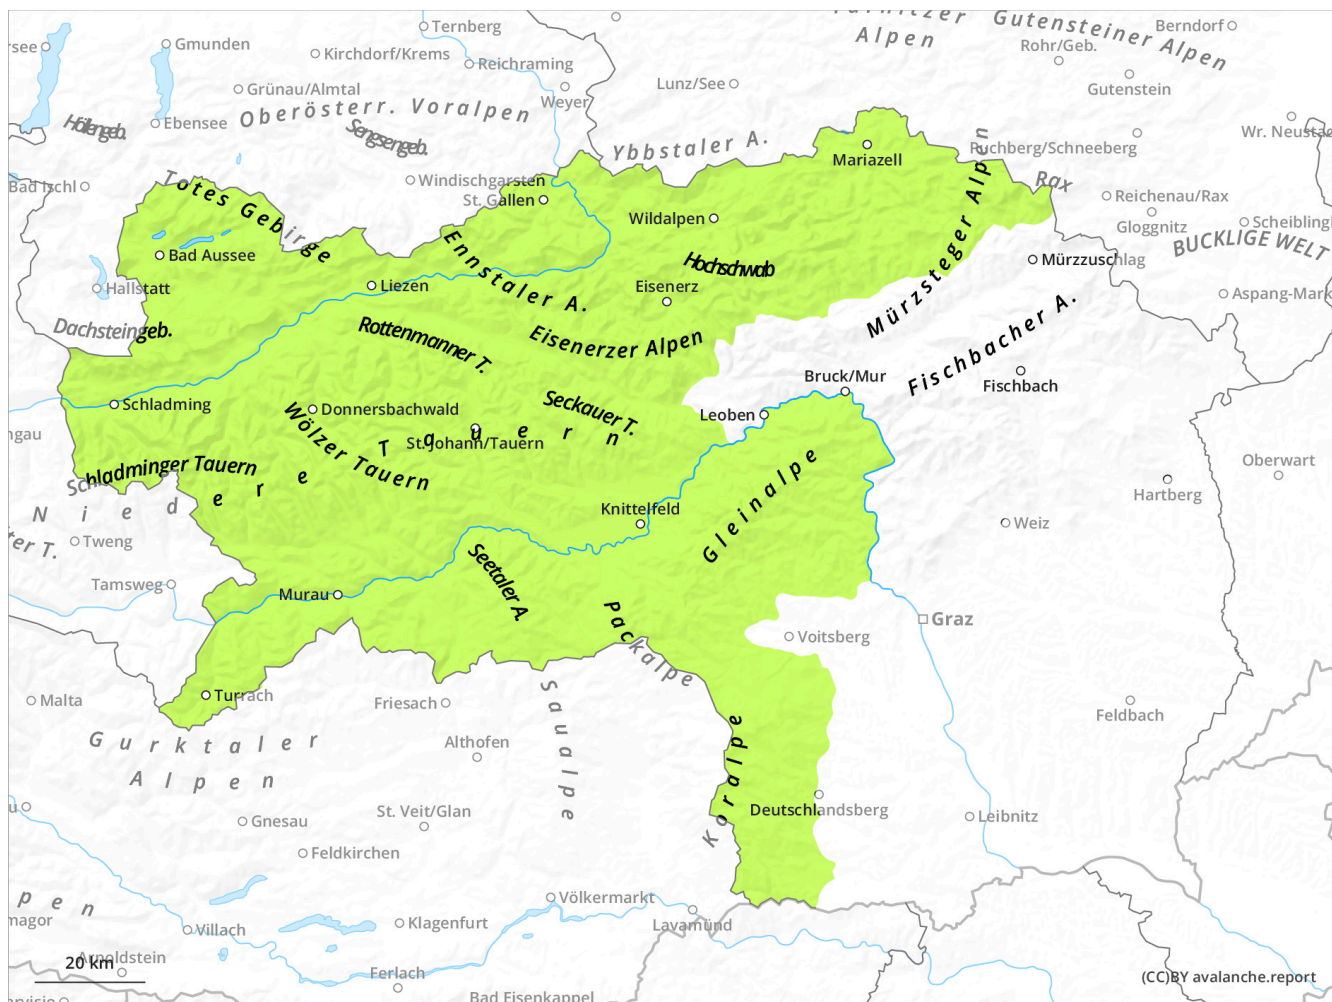 Ternberg
Gutensteiner Alpen
Berndorf
Alpen
Rohr/Geb.
Gmunden
Kirchdorf/Krems
Reichraming
Lunz/See
Gutenstein
Grünau/Almtal
Weyer
Oberösterr. Voralpen
Ebensee
Sengsengeb.
Höllengeb.
Ybbstaler A.
Mariazell
Puchberg/Schneeberg
Bad Ischl
Windischgarsten
St. Gallen
Rax
Reichenau/Rax
Totes Gebirge
Wildalpen
Gloggnitz
BUCKLIGE WELT
Bad Aussee
Ennstaler A.
Hochschwab
Mürzsteger Alpen
Mürzzuschlag
Hallstatt
Liezen
Eisenerz
Dachsteingeb.
Rottenmanner T.
Eisenerzer Alpen
Fischbacher A.
Bruck/Mur
Fischbach
Schladming
Donnersbachwald
Seckauer T.
Leoben
Wölzer Tauern
St. Johann/Tauern
Schladminger Tauern
Niedere Tauern
Gleinalpe
Oberwart
Hartberg
Knittelfeld
Weiz
Tweng
Tamsweg
Murau
Seetaler A.
Packalpe
Graz
Voitsberg
Malta
Turrach
Friesach
Saualpe
Feldbach
Gurktaler
Alpen
Althofen
Koralpe
Gnesau
St. Veit/Glan
Deutschlandsberg
Leibnitz
Feldkirchen
Völkermarkt
Villach
Klagenfurt
Lavamünd
Arnoldstein
20 km
Ferlach
Bad Eisenkappel
(CC)BY avalanche.report